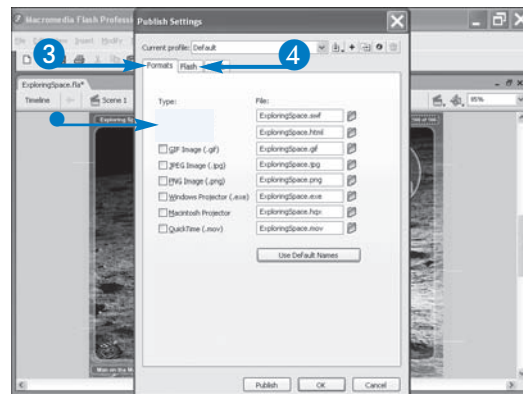 Macromedia Flash Profession
Publish Settings
Current profile: Default
3
4
Formats
Flash
ExploringSpace.fla*
Timeline
Scene 1
Type:
File:
ExploringSpace.swf
ExploringSpace.html
GIF Image (.gif)
ExploringSpace.gif
JPEG Image (.jpg)
ExploringSpace.jpg
PNG Image (.png)
ExploringSpace.png
Windows Projector (.exe)
ExploringSpace.exe
Macintosh Projector
ExploringSpace.hqx
QuickTime (.mov)
ExploringSpace.mov
Use Default Names
Publish
OK
Cancel